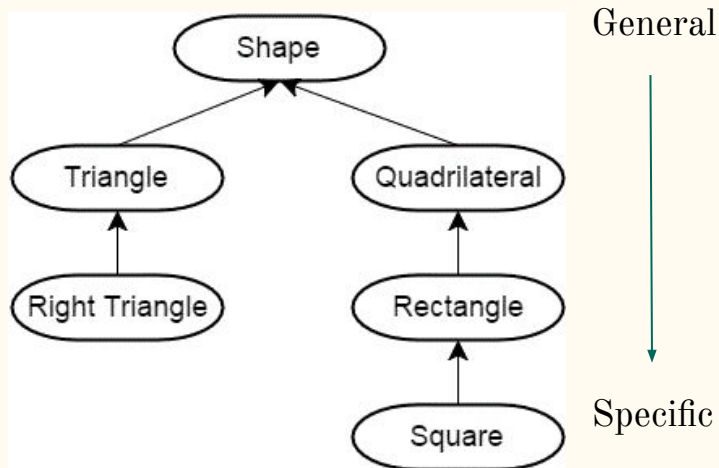 General
Shape
Triangle
Quadrilateral
Right Triangle
Rectangle
Specific
Square